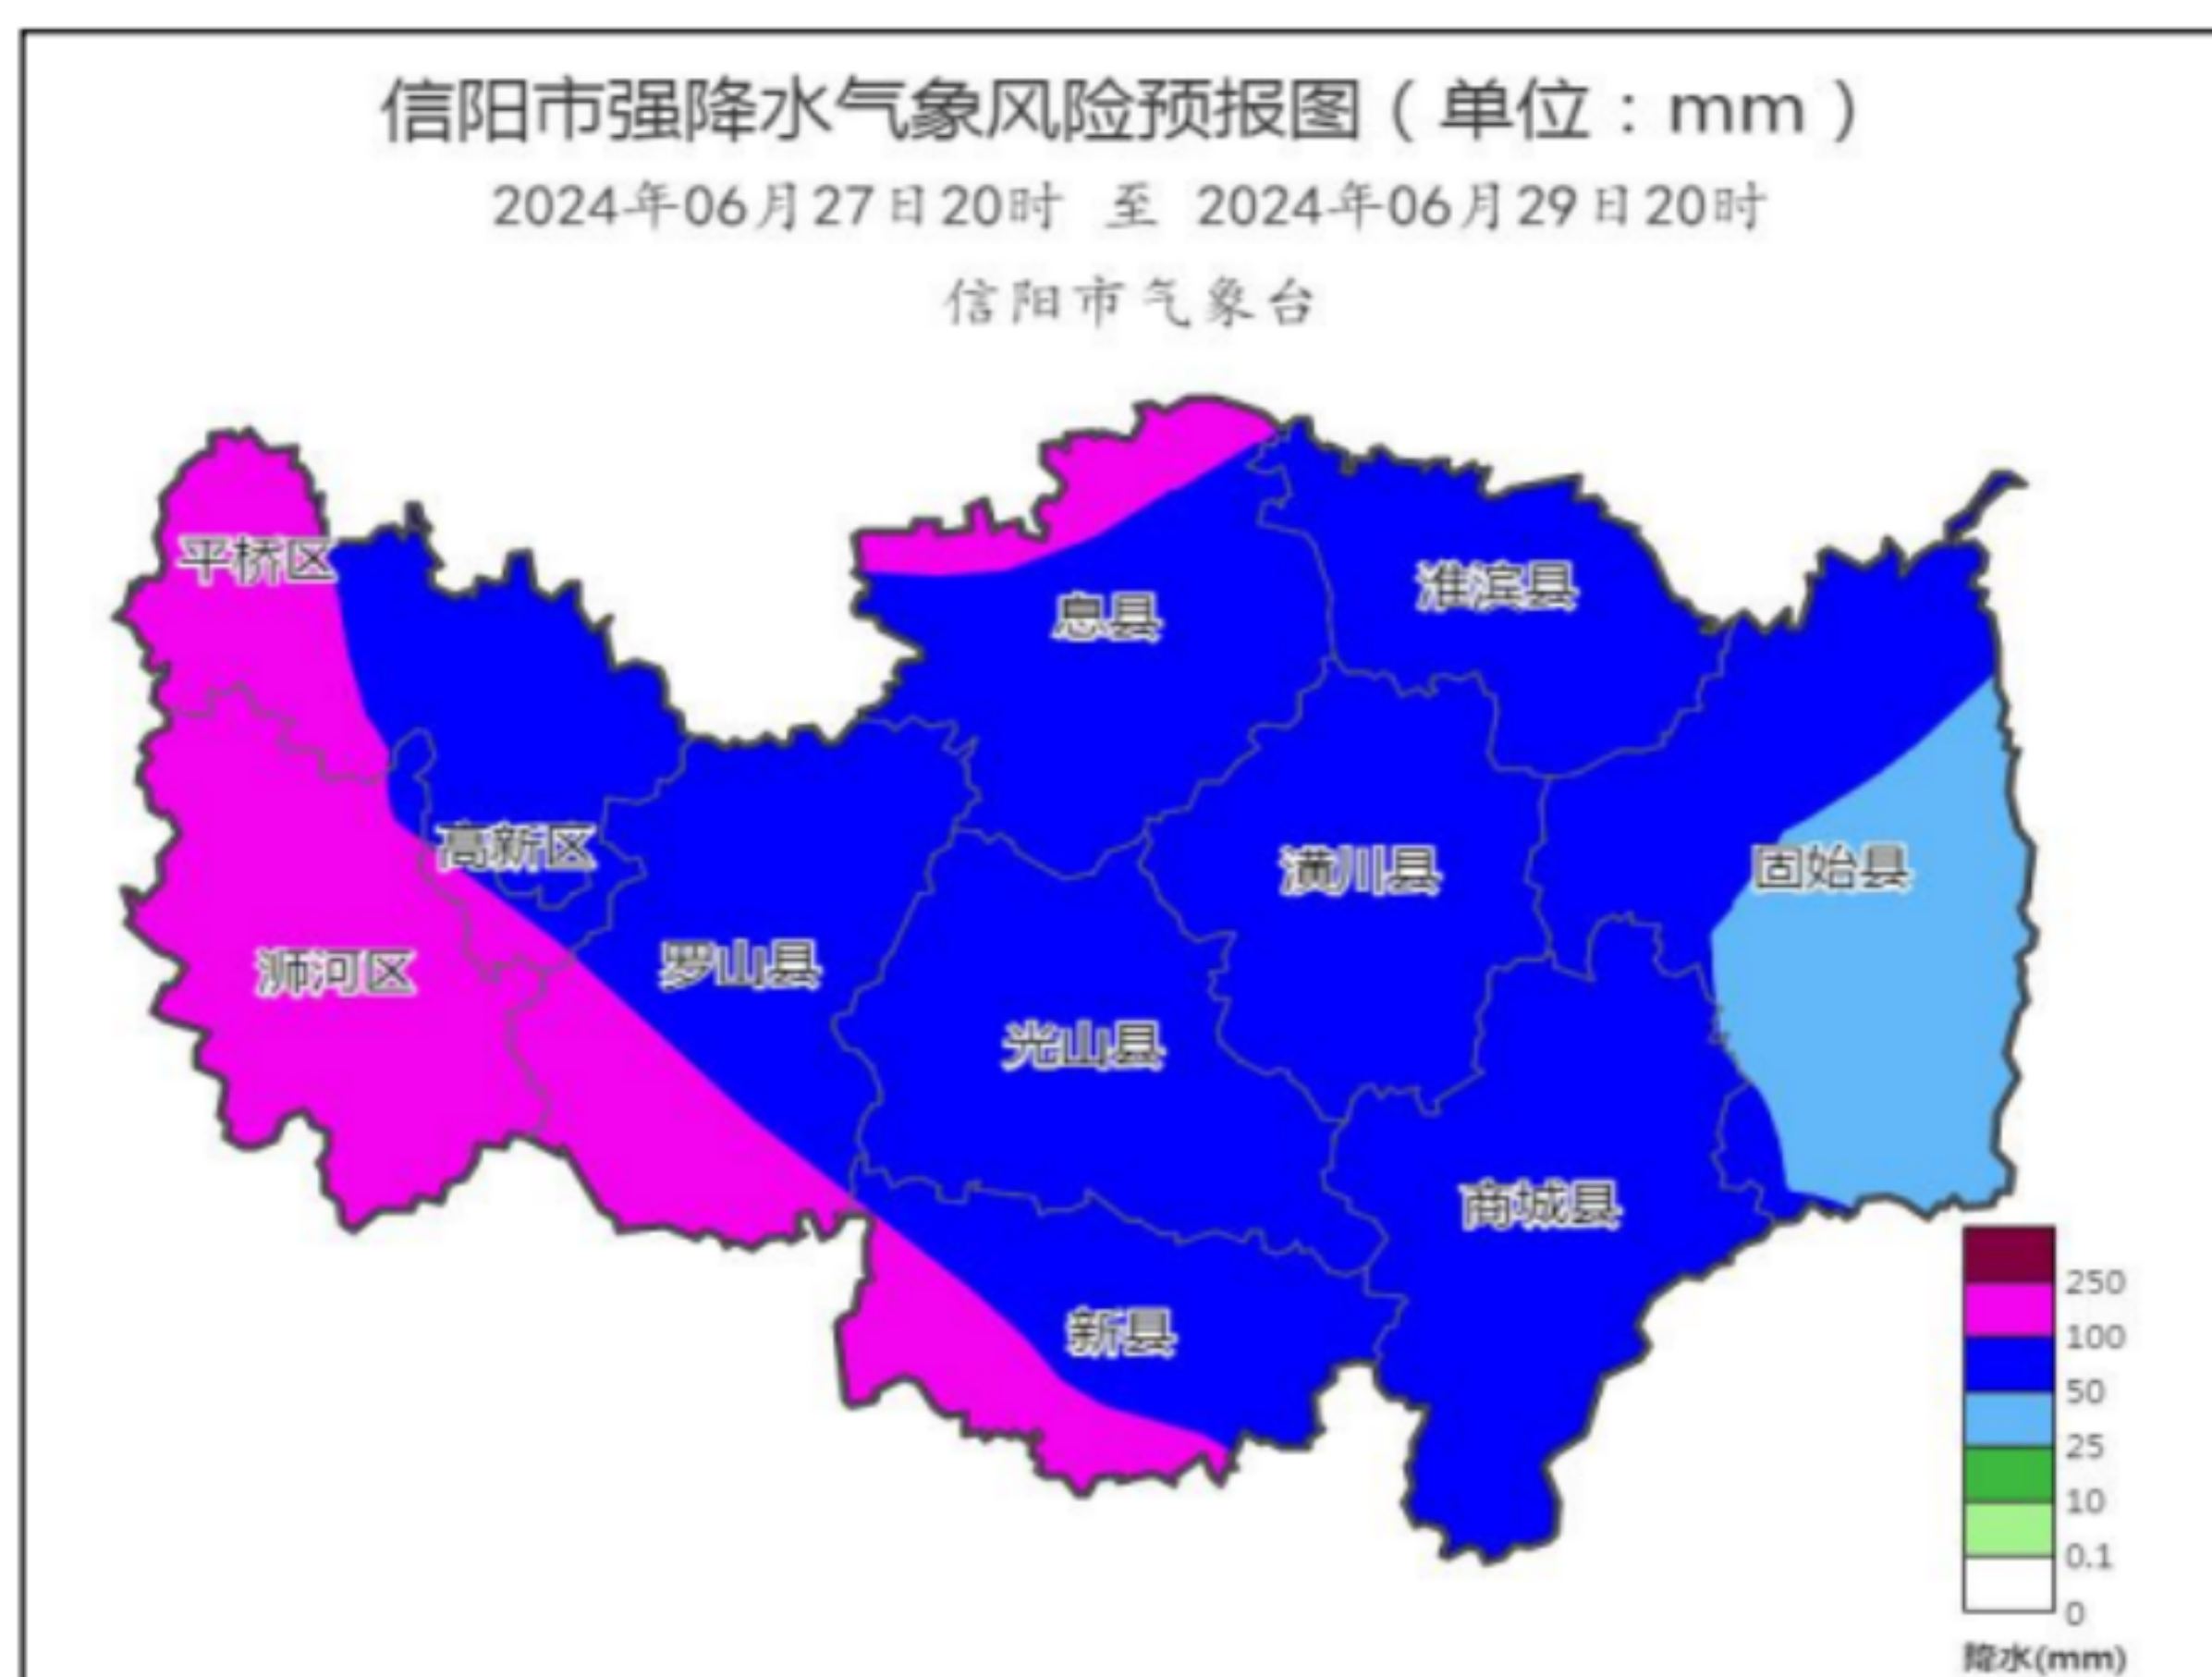 信阳市强降水气象风险预报图（单位：mm）
2024年06月27日20时 至 2024年06月29日20时
信阳市气象台
平桥区
息县
淮滨县
高新区
潢川县
固始县
浉河区
罗山县
光山县
商城县
新县
250
100
50
25
10
0.1
0
降水(mm)